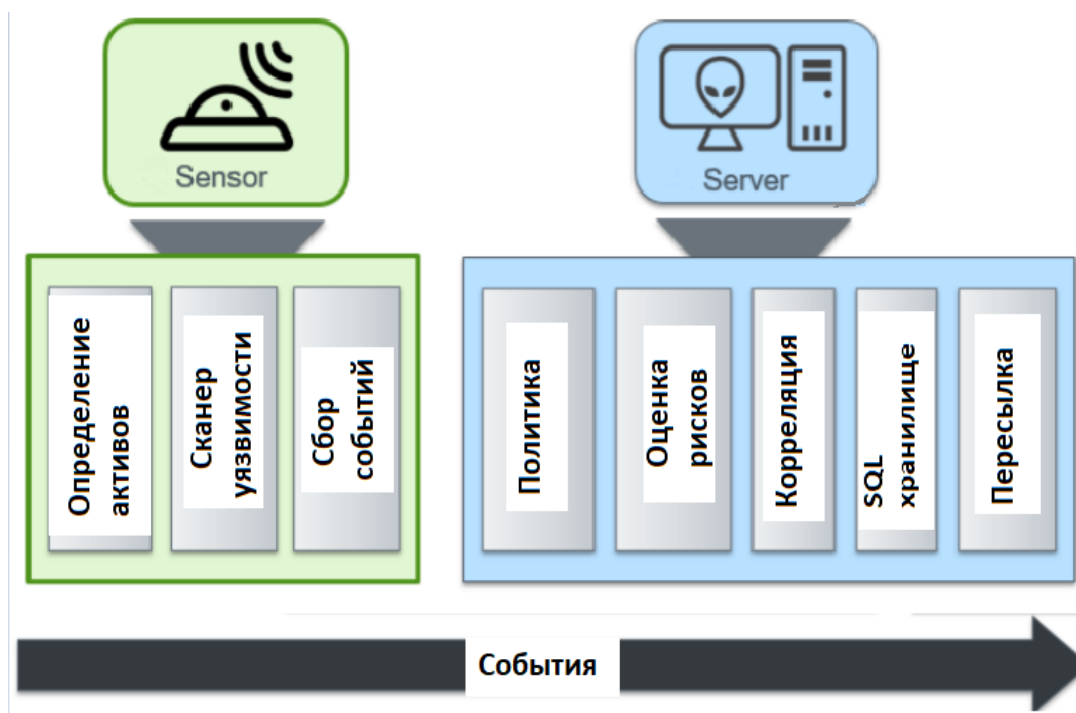 Sensor
Server
Определение
активов
Сканер
уязвимости
Сбор
событий
Политика
Оценка
рисков
Корреляция
SQL
хранилище
Пересылка
События